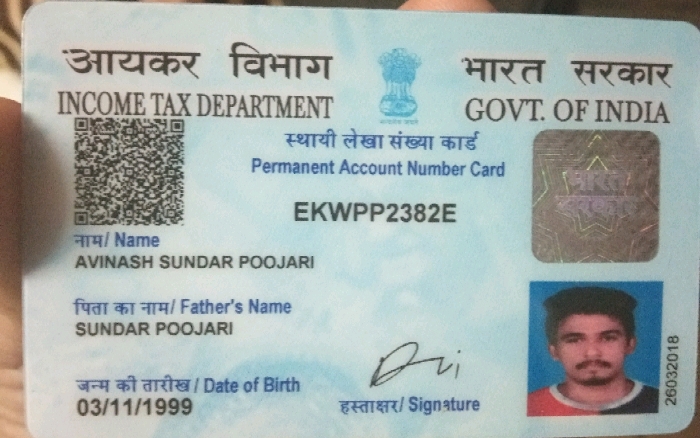 आयकर विभाग
INCOME TAX DEPARTMENT
भारत सरकार
GOVT. OF INDIA
स्थायी लेखा संख्या कार्ड
Permanent Account Number Card
EKWPP2382E
नाम/ Name
AVINASH SUNDAR POOJARI
पिता का नाम/ Father's Name
SUNDAR POOJARI
जन्म की तारीख/ Date of Birth
03/11/1999
हस्ताक्षर/ Signature
26032018
भारत
सरकार